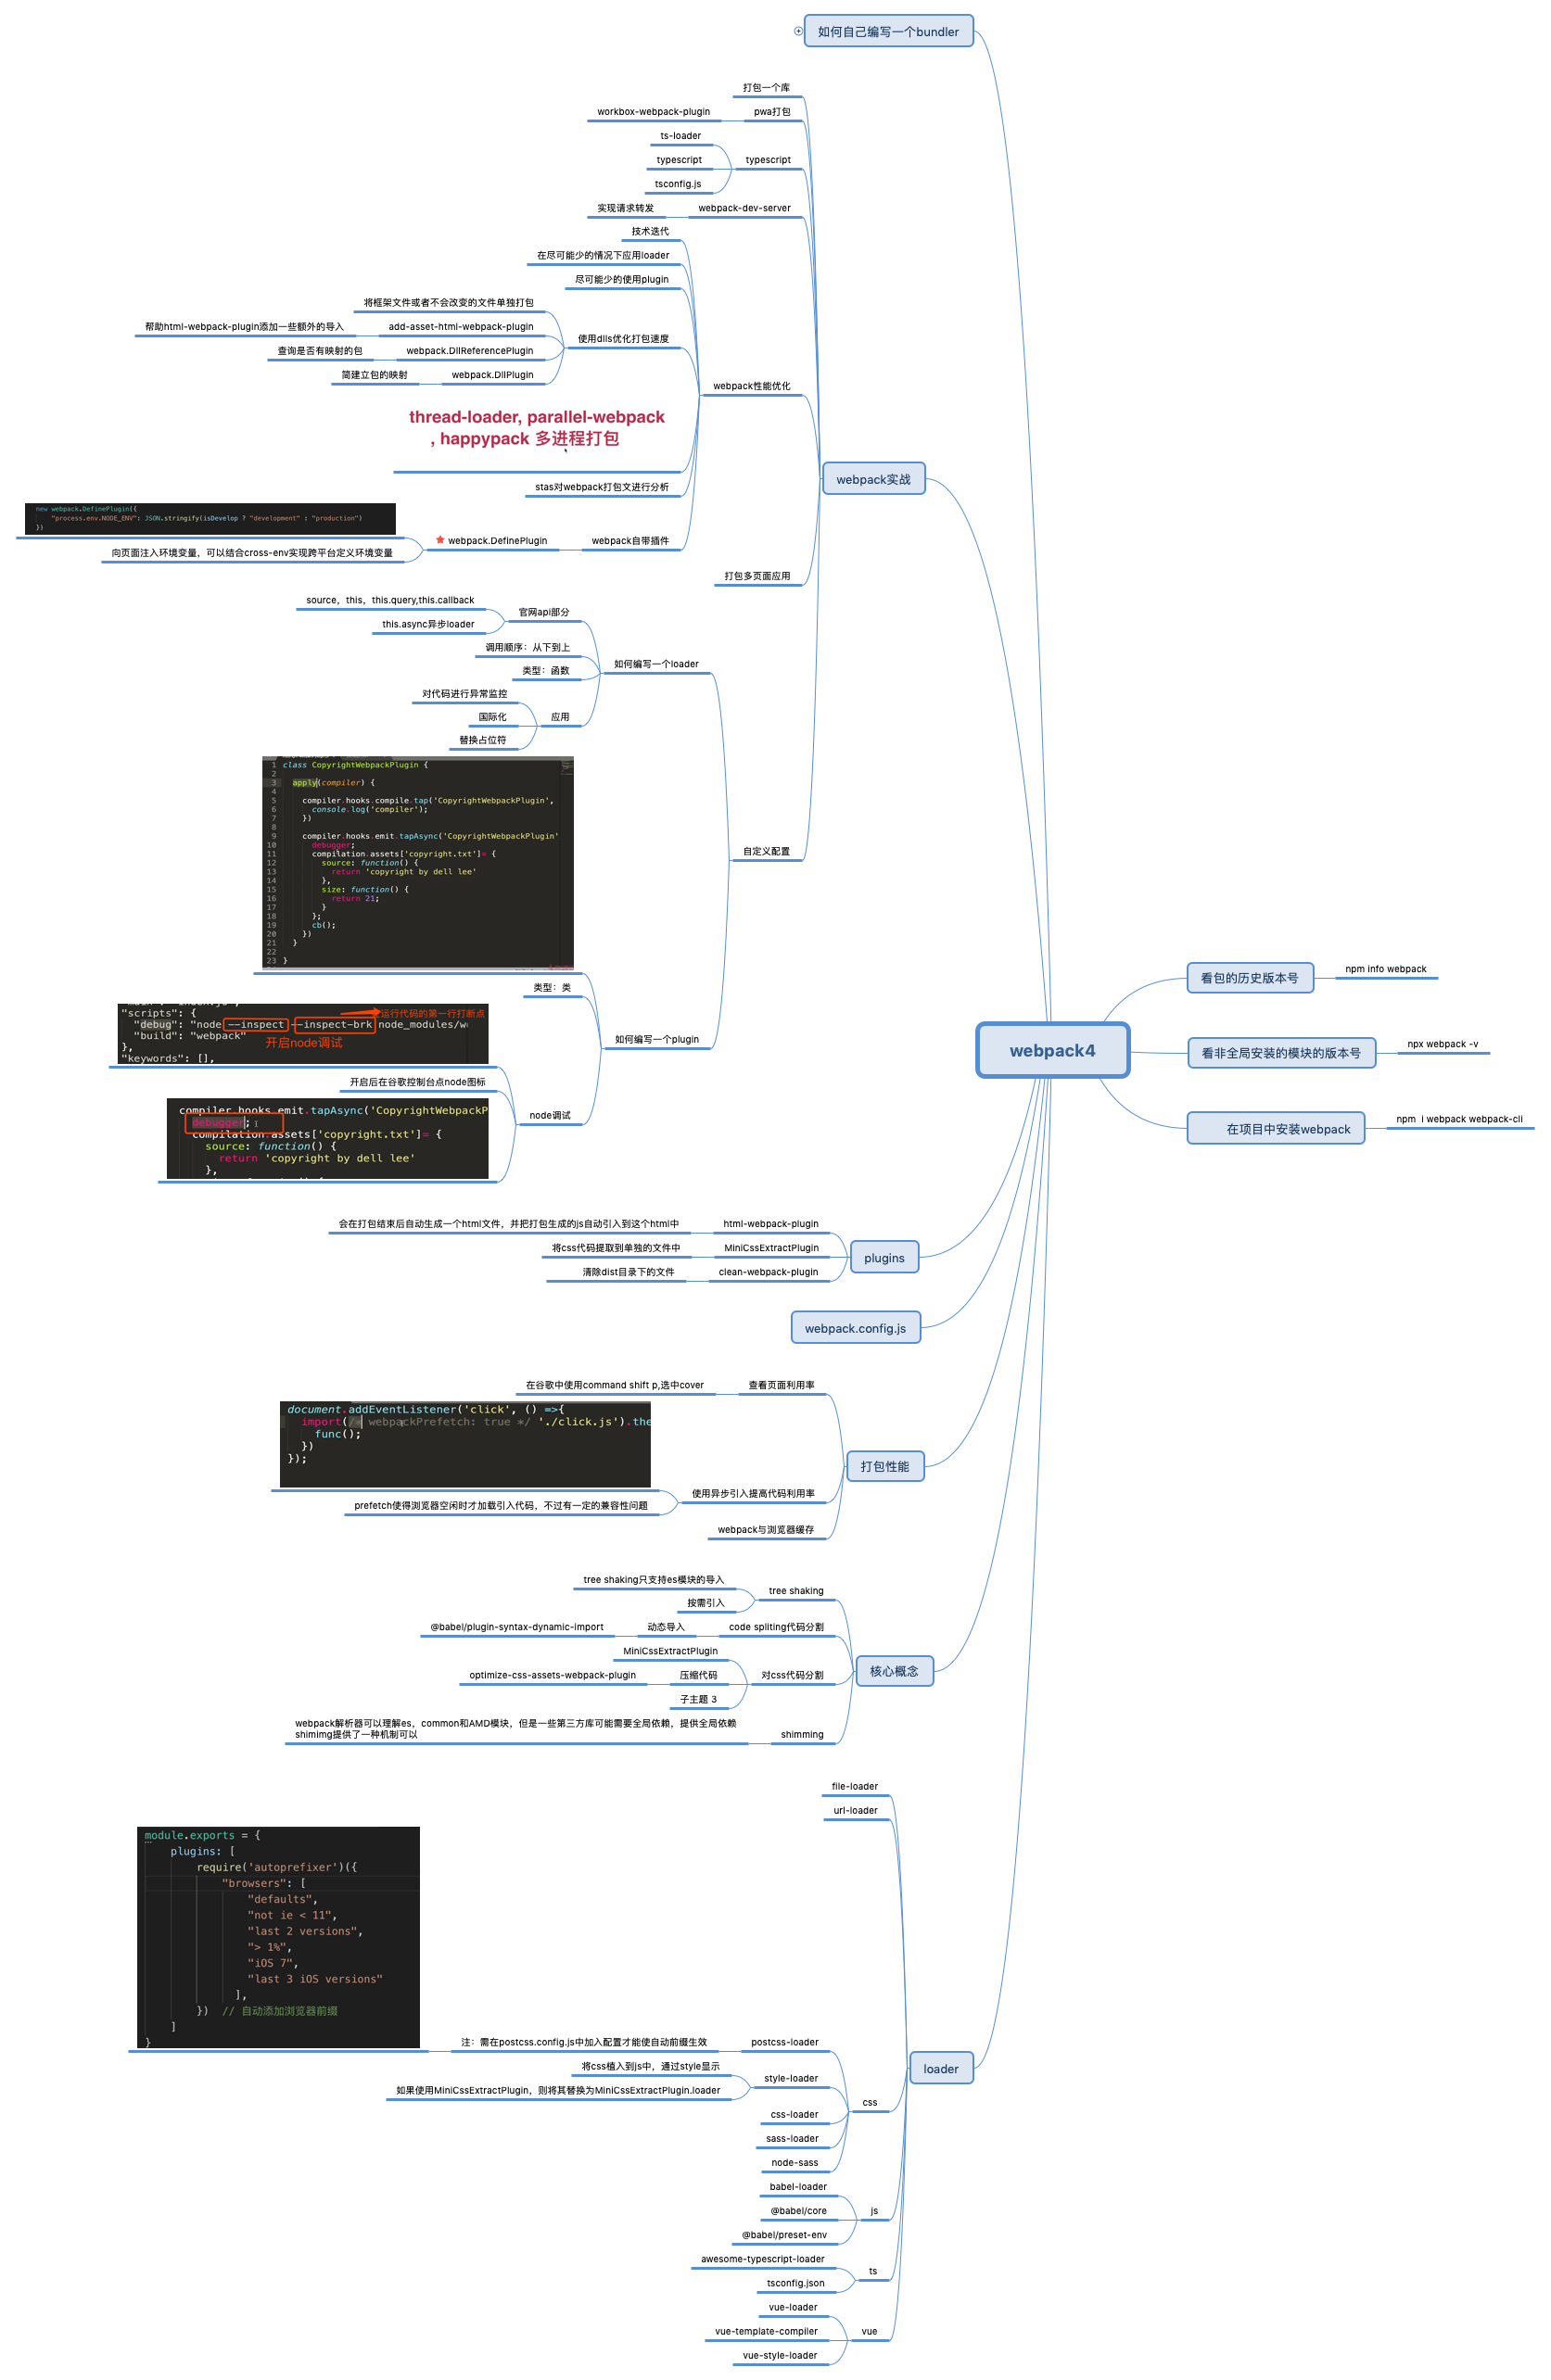 如何自己编写一个bundler
打包一个库
workbox-webpack-plugin
pwa打包
ts-loader
typescript
tsconfig.js
typescript
实现请求转发
webpack-dev-server
技术迭代
在尽可能少的情况下应用loader
尽可能少的使用plugin
将框架文件或者不会改变的文件单独打包
帮助html-webpack-plugin添加一些额外的导入
add-asset-html-webpack-plugin
查询是否有映射的包
webpack.DllReferencePlugin
简建立包的映射
webpack.DllPlugin
使用dlls优化打包速度
webpack性能优化
thread-loader, parallel-webpack
, happypack 多进程打包
stas对webpack打包文进行分析
new webpack.DefinePlugin({
"process.env.NODE_ENV": JSON.stringify(isDevelop ? "development" : "production")
})
向页面注入环境变量，可以结合cross-env实现跨平台定义环境变量
webpack.DefinePlugin
webpack自带插件
打包多页面应用
webpack实战
source，this，this.query,this.callback
this.async异步loader
官网api部分
调用顺序：从下到上
类型：函数
如何编写一个loader
对代码进行异常监控
国际化
替换占位符
应用
1 class CopyrightWebpackPlugin {
2
3 apply(compiler) {
4
5 compiler.hooks.compile.tap('CopyrightWebpackPlugin',
6 console.log('compiler');
7 })
8
9 compiler.hooks.emit.tapAsync('CopyrightWebpackPlugin'
10 debugger;
11 compilation.assets['copyright.txt']= {
12 source: function() {
13 return 'copyright by dell lee'
14 },
15 size: function() {
16 return 21;
17 }
18 };
19 cb();
20 })
21 }
22
23 }
自定义配置
类型：类
如何编写一个plugin
运行代码的第一行打断点
"scripts": {
"debug": "node --inspect --inspect-brk node_modules/w
"build": "webpack"
开启node调试
},
"keywords": [],
开启后在谷歌控制台点node图标
node调试
compiler.hooks.emit.tapAsync('CopyrightWebpackP
debugger;
compilation.assets['copyright.txt']= {
source: function() {
return 'copyright by dell lee'
},
看包的历史版本号
npm info webpack
webpack4
看非全局安装的模块的版本号
npx webpack -v
在项目中安装webpack
npm  i webpack webpack-cli
会在打包结束后自动生成一个html文件，并把打包生成的js自动引入到这个html中
html-webpack-plugin
将css代码提取到单独的文件中
MiniCssExtractPlugin
清除dist目录下的文件
clean-webpack-plugin
plugins
webpack.config.js
在谷歌中使用command shift p,选中cover
查看页面利用率
document.addEventListener('click', () =>{
import(/* webpackPrefetch: true */ './click.js').the
func();
})
});
使用异步引入提高代码利用率
prefetch使得浏览器空闲时才加载引入代码，不过有一定的兼容性问题
webpack与浏览器缓存
打包性能
tree shaking只支持es模块的导入
按需引入
tree shaking
@babel/plugin-syntax-dynamic-import
动态导入
code spliting代码分割
MiniCssExtractPlugin
optimize-css-assets-webpack-plugin
压缩代码
子主题 3
对css代码分割
核心概念
webpack解析器可以理解es，common和AMD模块，但是一些第三方库可能需要全局依赖，提供全局依赖
shimimg提供了一种机制可以
shimming
file-loader
url-loader
module.exports = {
plugins: [
require('autoprefixer')({
"browsers": [
"defaults",
"not ie < 11",
"last 2 versions",
"> 1%",
"iOS 7",
"last 3 iOS versions"
],
}) // 自动添加浏览器前缀
]
}
注：需在postcss.config.js中加入配置才能使自动前缀生效
postcss-loader
将css植入到js中，通过style显示
如果使用MiniCssExtractPlugin，则将其替换为MiniCssExtractPlugin.loader
style-loader
css-loader
sass-loader
node-sass
css
loader
babel-loader
@babel/core
@babel/preset-env
js
awesome-typescript-loader
tsconfig.json
ts
vue-loader
vue-template-compiler
vue-style-loader
vue